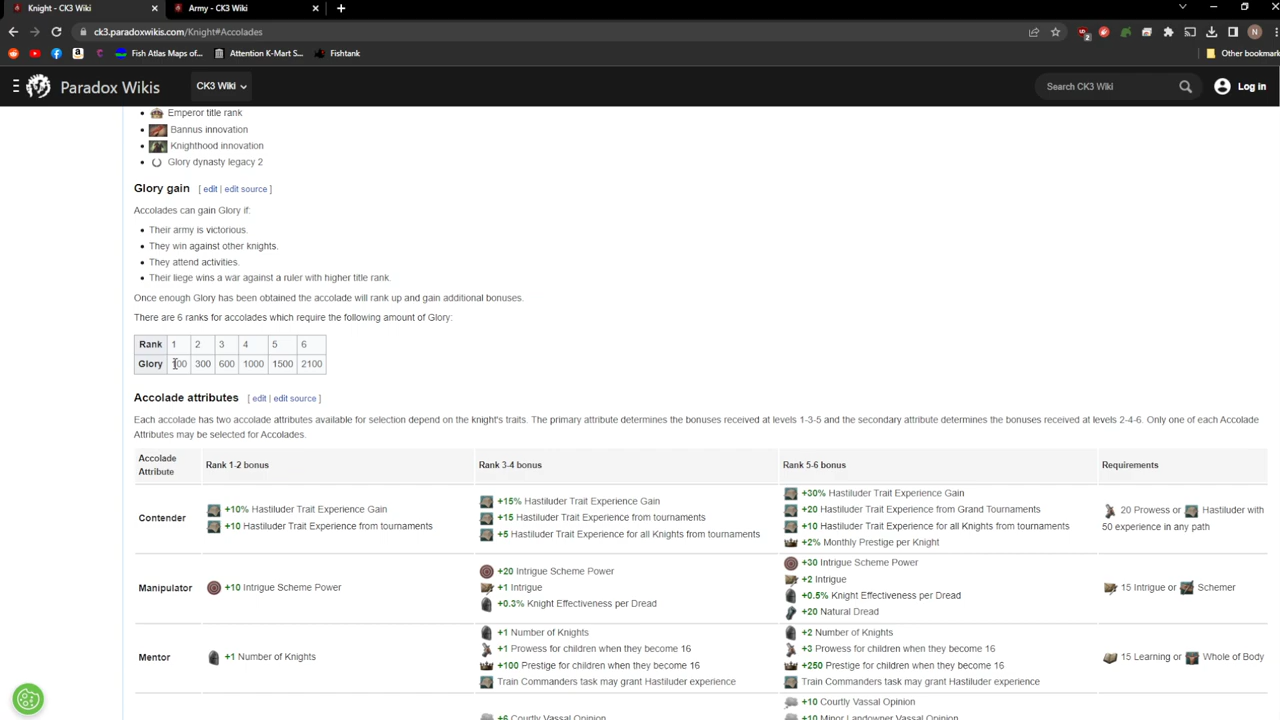 Knight - CK3 Wiki
Army - CK3 Wiki
ck3.paradoxwikis.com/Knight#Accolades
Fish Atlas Maps of...
Attention K-Mart S...
Fishtank
Other bookmark
Paradox Wikis
CK3 Wiki
Search CK3 Wiki
Log in
Emperor title rank
Bannus innovation
Knighthood innovation
Glory dynasty legacy 2
Glory gain [ edit | edit source ]
Accolades can gain Glory if:
Their army is victorious.
They win against other knights.
They attend activities.
Their liege wins a war against a ruler with higher title rank.
Once enough Glory has been obtained the accolade will rank up and gain additional bonuses.
There are 6 ranks for accolades which require the following amount of Glory:
Rank 1 2 3 4 5 6
Glory 100 300 600 1000 1500 2100
Accolade attributes [ edit | edit source ]
Each accolade has two accolade attributes available for selection depend on the knight's traits. The primary attribute determines the bonuses received at levels 1-3-5 and the secondary attribute determines the bonuses received at levels 2-4-6. Only one of each Accolade
Attributes may be selected for Accolades.
Accolade
Attribute
Rank 1-2 bonus
Rank 3-4 bonus
Rank 5-6 bonus
Requirements
Contender
+10% Hastiluder Trait Experience Gain
+10 Hastiluder Trait Experience from tournaments
+15% Hastiluder Trait Experience Gain
+15 Hastiluder Trait Experience from tournaments
+5 Hastiluder Trait Experience for all Knights from tournaments
+30% Hastiluder Trait Experience Gain
+20 Hastiluder Trait Experience from Grand Tournaments
+10 Hastiluder Trait Experience for all Knights from tournaments
+2% Monthly Prestige per Knight
20 Prowess or Hastiluder with
50 experience in any path
Manipulator
+10 Intrigue Scheme Power
+20 Intrigue Scheme Power
+1 Intrigue
+0.3% Knight Effectiveness per Dread
+30 Intrigue Scheme Power
+2 Intrigue
+0.5% Knight Effectiveness per Dread
+20 Natural Dread
15 Intrigue or Schemer
Mentor
+1 Number of Knights
+1 Number of Knights
+1 Prowess for children when they become 16
+100 Prestige for children when they become 16
Train Commanders task may grant Hastiluder experience
+2 Number of Knights
+3 Prowess for children when they become 16
+250 Prestige for children when they become 16
Train Commanders task may grant Hastiluder experience
15 Learning or Whole of Body
+6 Courtly Vassal Opinion
+10 Courtly Vassal Opinion
+10 Minor Landowner Vassal Opinion